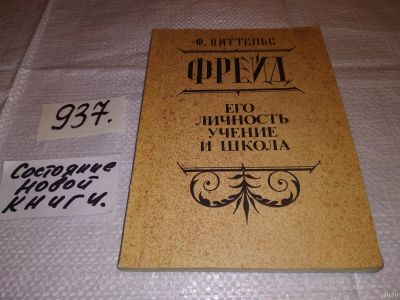 Ф. ВИТТЕЛЬС
ФРЕЙД
ЕГО
ЛИЧНОСТЬ
УЧЕНИЕ
И ШКОЛА
937.
Состояние
новой
книги.